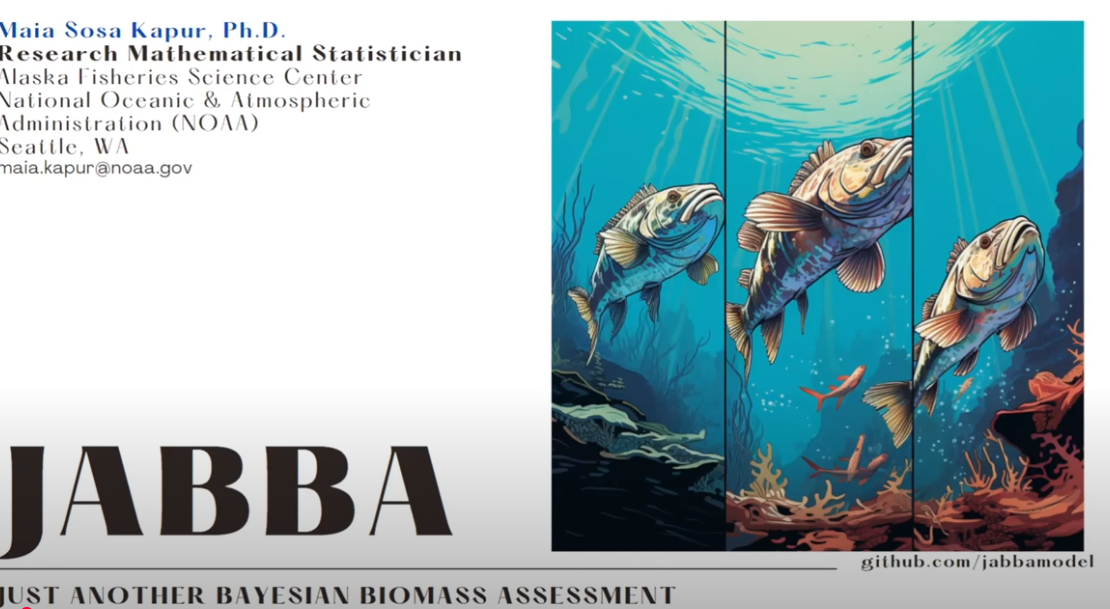 Maia Sosa Kapur, Ph.D.
Research Mathematical Statistician
Alaska Fisheries Science Center
National Oceanic & Atmospheric
Administration (NOAA)
Seattle, WA
maia.kapur@noaa.gov
JABBA
github.com/jabbamodel
JUST ANOTHER BAYESIAN BIOMASS ASSESSMENT